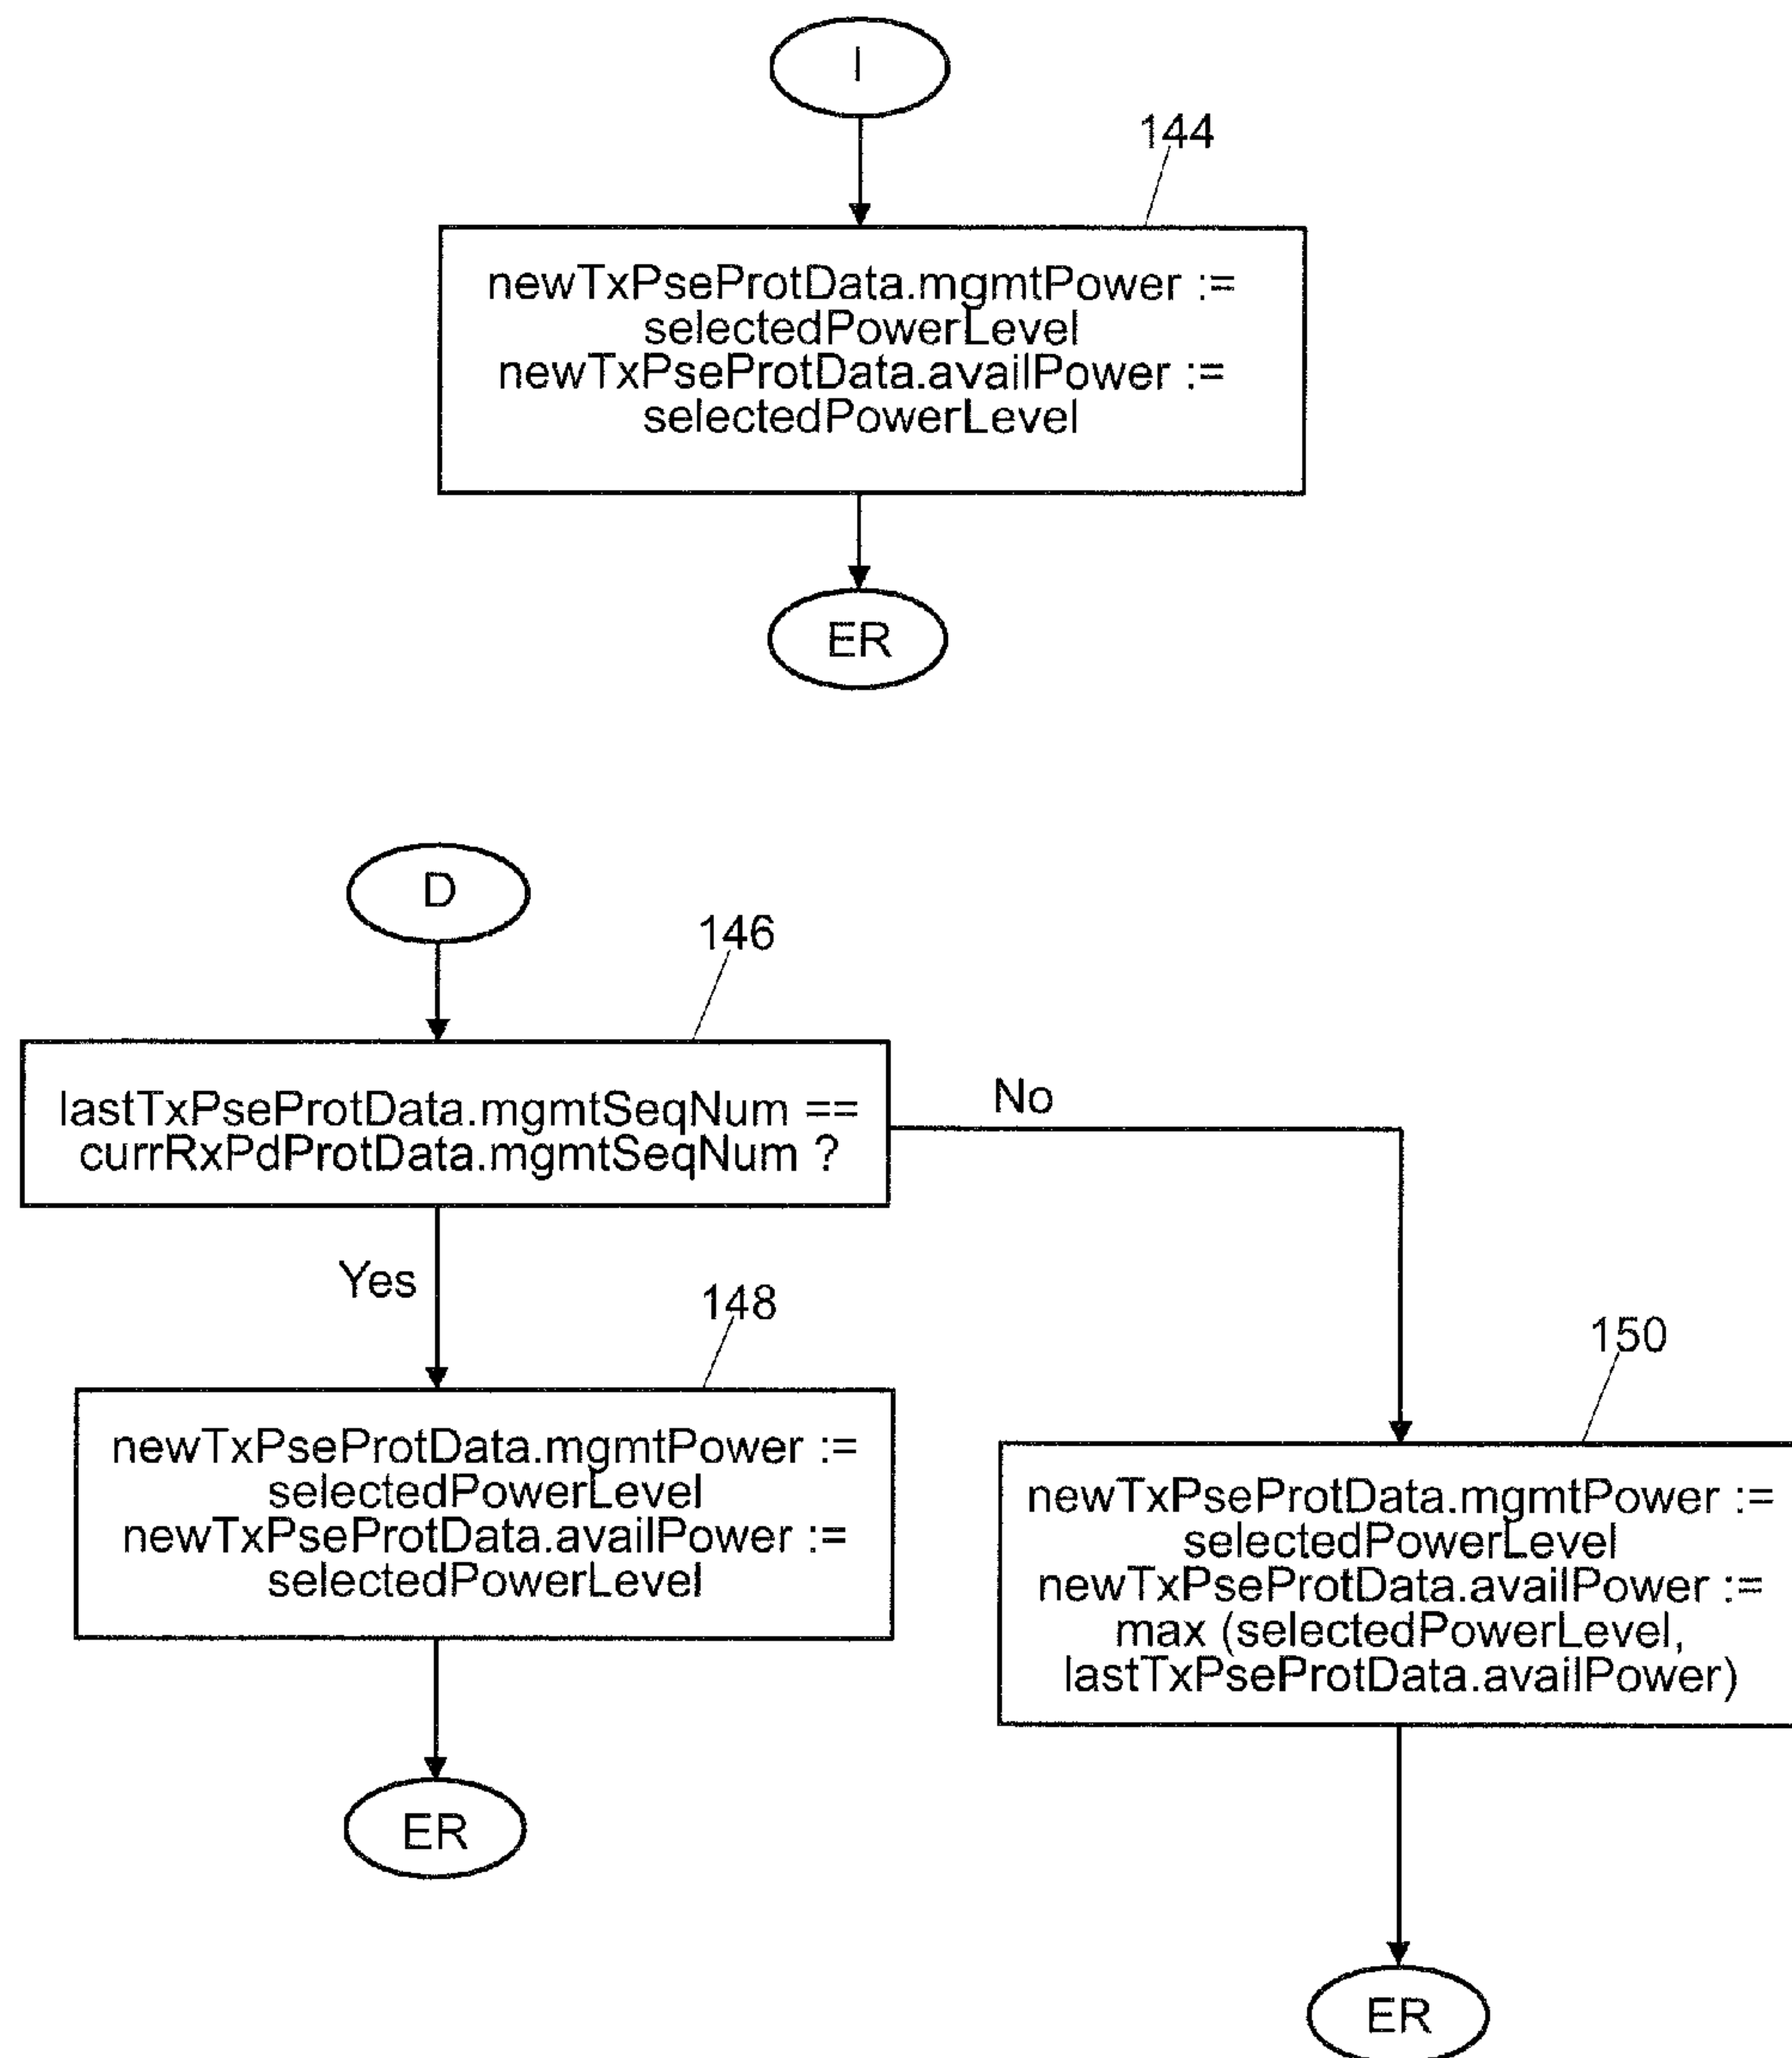 I
144
newTxPseProtData.mgmtPower :=
selectedPowerLevel
newTxPseProtData.availPower :=
selectedPowerLevel
ER
D
146
lastTxPseProtData.mgmtSeqNum ==
currRxPdProtData.mgmtSeqNum ?
No
Yes
148
newTxPseProtData.mgmtPower :=
selectedPowerLevel
newTxPseProtData.availPower :=
selectedPowerLevel
ER
150
newTxPseProtData.mgmtPower :=
selectedPowerLevel
newTxPseProtData.availPower :=
max (selectedPowerLevel,
lastTxPseProtData.availPower)
ER